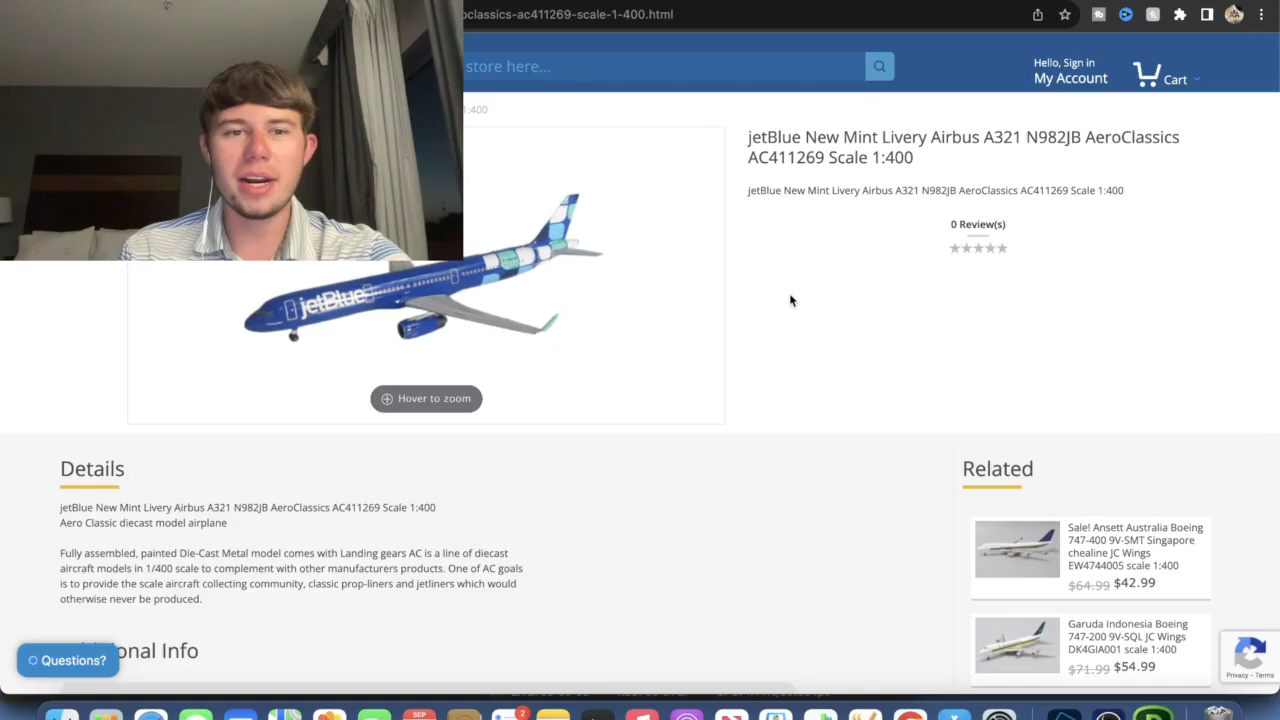 oclassics-ac411269-scale-1-400.html
store here...
Hello, Sign in
My Account
Cart
1:400
jetBlue New Mint Livery Airbus A321 N982JB AeroClassics
AC411269 Scale 1:400
jetBlue New Mint Livery Airbus A321 N982JB AeroClassics AC411269 Scale 1:400
0 Review(s)
jetBlue
Hover to zoom
Details
jetBlue New Mint Livery Airbus A321 N982JB AeroClassics AC411269 Scale 1:400
Aero Classic diecast model airplane
Fully assembled, painted Die-Cast Metal model comes with Landing gears AC is a line of diecast
aircraft models in 1/400 scale to complement with other manufacturers products. One of AC goals
is to provide the scale aircraft collecting community, classic prop-liners and jetliners which would
otherwise never be produced.
onal Info
Questions?
Related
Sale! Ansett Australia Boeing
747-400 9V-SMT Singapore
chealine JC Wings
EW4744005 scale 1:400
$64.99 $42.99
Garuda Indonesia Boeing
747-200 9V-SQL JC Wings
DK4GIA001 scale 1:400
$71.99 $54.99
Privacy - Terms
SEP
2